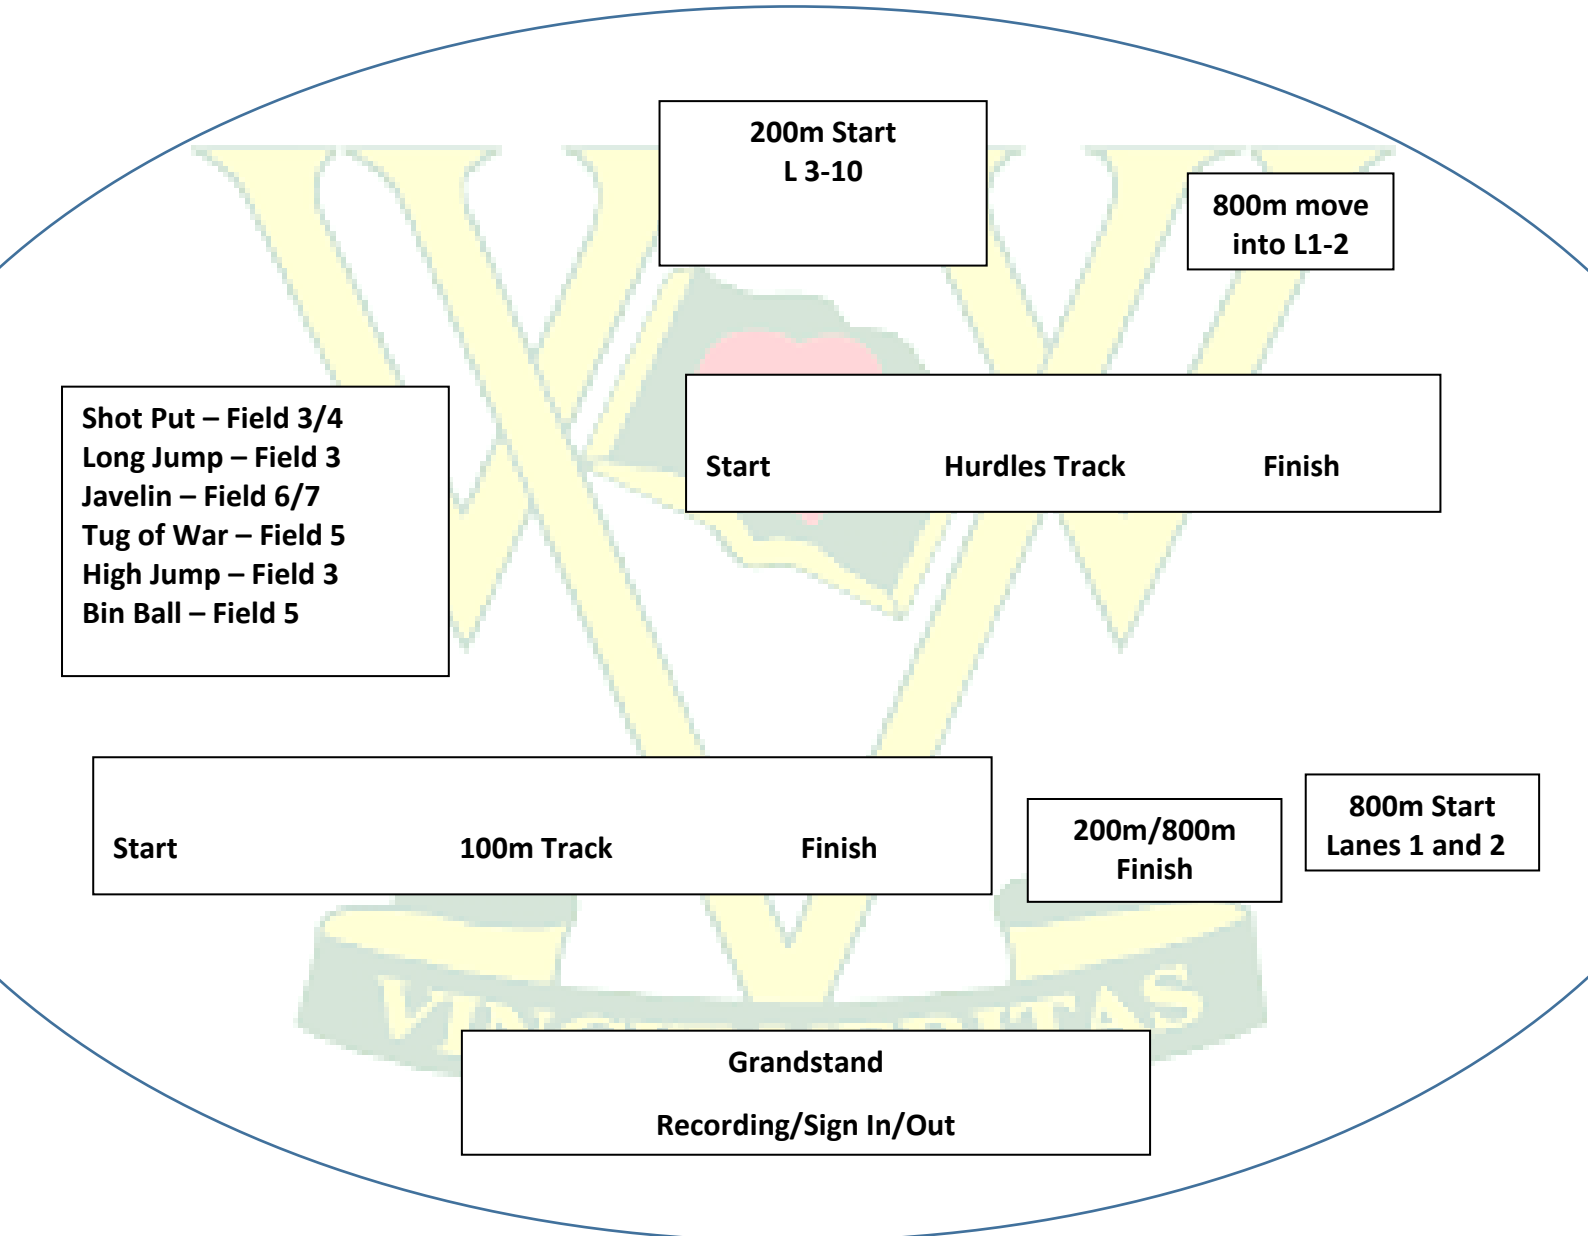 200m Start
L 3-10
800m move
into L1-2
Shot Put – Field 3/4
Long Jump – Field 3
Javelin – Field 6/7
Tug of War – Field 5
High Jump – Field 3
Bin Ball – Field 5
Start Hurdles Track Finish
Start 100m Track Finish
200m/800m
Finish
800m Start
Lanes 1 and 2
Grandstand
Recording/Sign In/Out